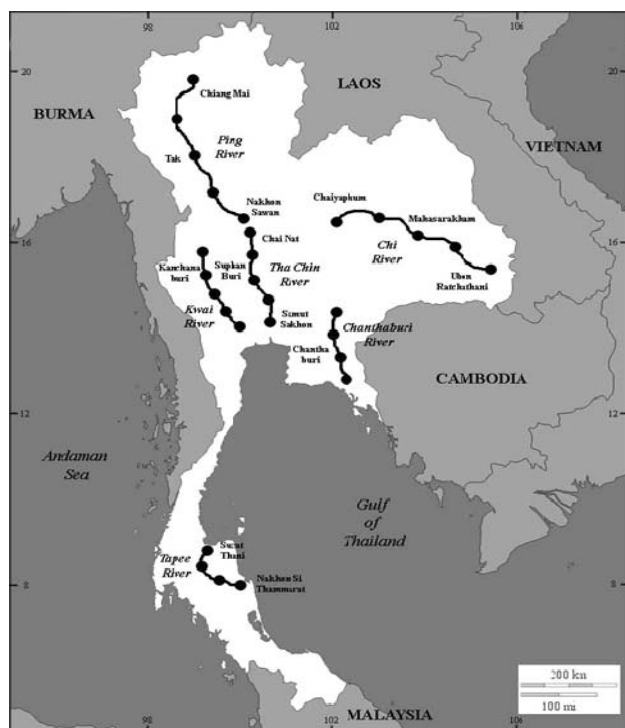 98
102
106
20
20
LAOS
BURMA
VIETNAM
Chiang Mai
Ping
River
Tak
Nakhon
Sawan
Chaiyaphum
Mahasarakham
16
16
Chai Nat
Chi
River
Kanchana
buri
Suphan
Buri
Tha Chin
River
Ubon
Ratchathani
Kwai
River
Samut
Sakhon
Chanthaburi
River
Chantha
buri
CAMBODIA
12
12
Andaman
Sea
Gulf
of
Thailand
Surat
Thani
Tapee
River
Nakhon Si
Thammarat
8
8
200 km
100 mi
98
MALAYSIA
102
106